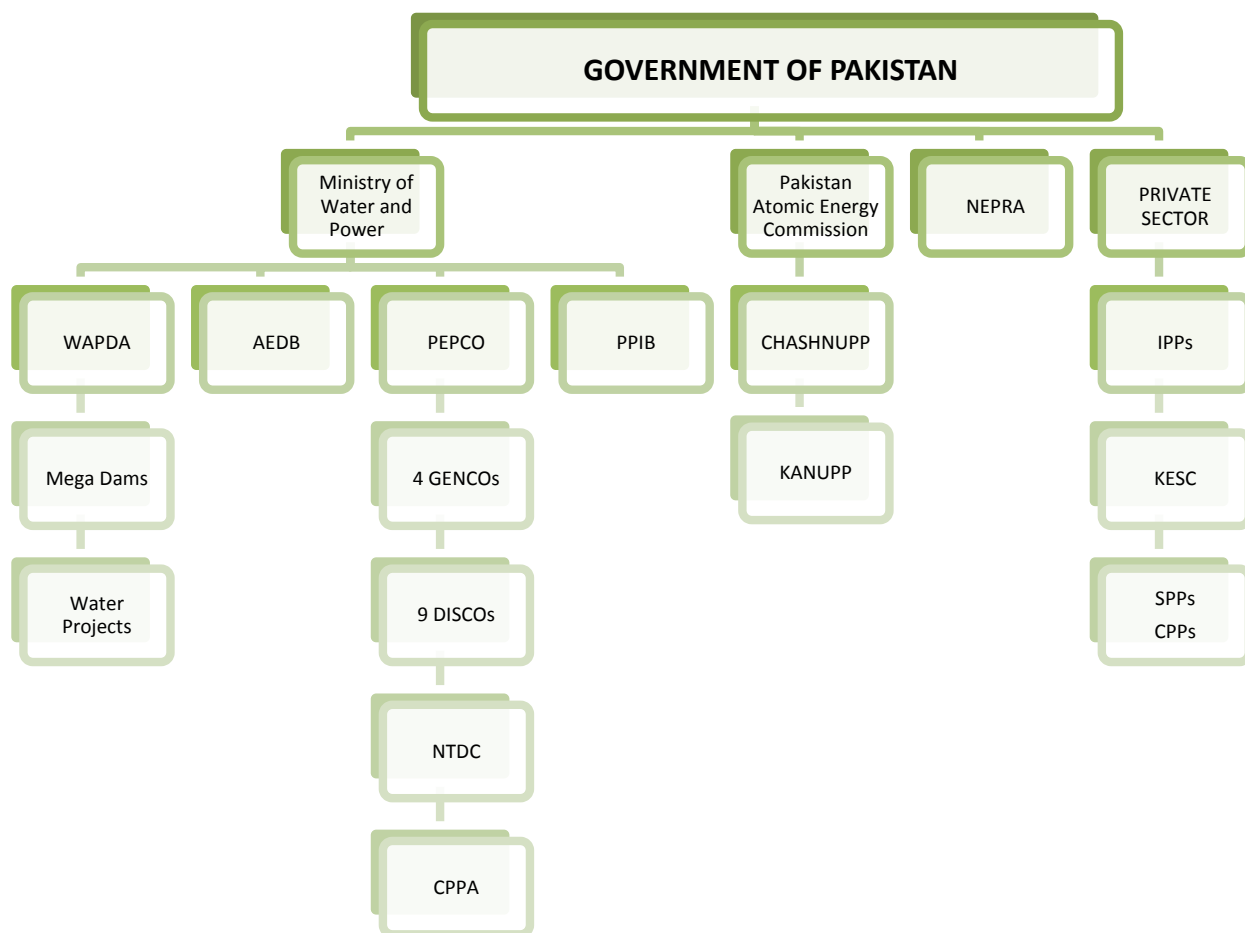 GOVERNMENT OF PAKISTAN
Ministry of
Water and
Power
Pakistan
Atomic Energy
Commission
NEPRA
PRIVATE
SECTOR
WAPDA
AEDB
PEPCO
PPIB
CHASHNUPP
IPPs
Mega Dams
4 GENCOs
KANUPP
KESC
Water
Projects
9 DISCOs
SPPs
CPPs
NTDC
CPPA